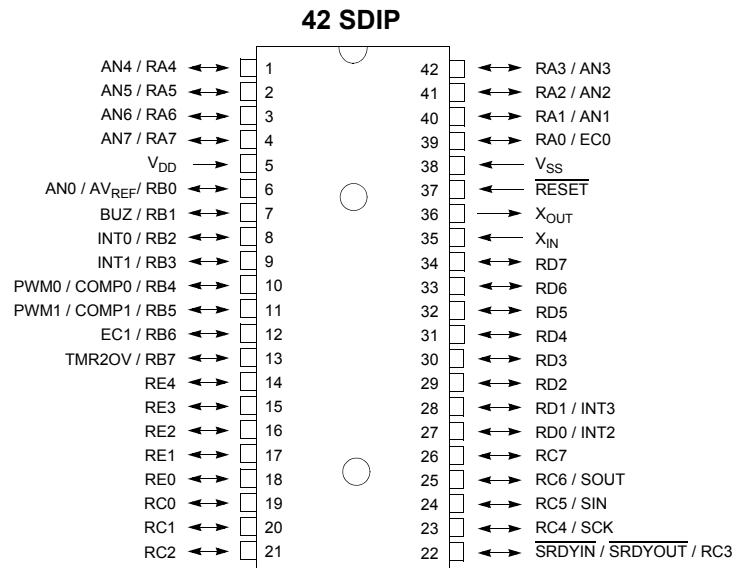 42 SDIP
AN4 / RA4 1 42 RA3 / AN3
AN5 / RA5 2 41 RA2 / AN2
AN6 / RA6 3 40 RA1 / AN1
AN7 / RA7 4 39 RA0 / EC0
VDD 5 38 VSS
AN0 / AVREF/ RB0 6 37 RESET
BUZ / RB1 7 36 XOUT
INT0 / RB2 8 35 XIN
INT1 / RB3 9 34 RD7
PWM0 / COMP0 / RB4 10 33 RD6
PWM1 / COMP1 / RB5 11 32 RD5
EC1 / RB6 12 31 RD4
TMR2OV / RB7 13 30 RD3
RE4 14 29 RD2
RE3 15 28 RD1 / INT3
RE2 16 27 RD0 / INT2
RE1 17 26 RC7
RE0 18 25 RC6 / SOUT
RC0 19 24 RC5 / SIN
RC1 20 23 RC4 / SCK
RC2 21 22 SRDYIN / SRDYOUT / RC3